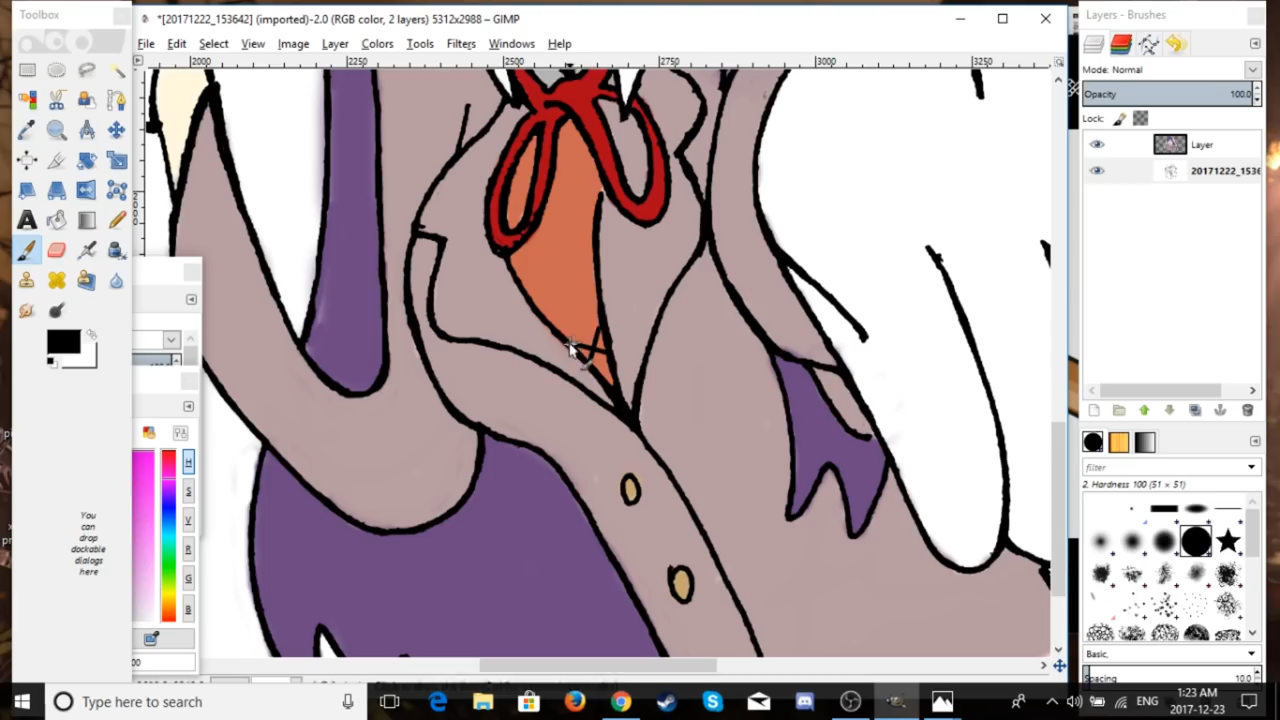 Toolbox
*[20171222_153642] (imported)-2.0 (RGB color, 2 layers) 5312x2988 – GIMP
Layers - Brushes
File Edit Select View Image Layer Colors Tools Filters Windows Help
2000 2250 2500 2750 3000 3250
Mode: Normal
Opacity 100.0
Lock:
Layer
20171222_1536
filter
2. Hardness 100 (51 × 51)
H
S
V
You
can
drop
dockable
dialogs
here
Basic,
Spacing 10.0
Type here to search
ENG
1:23 AM
2017-12-23